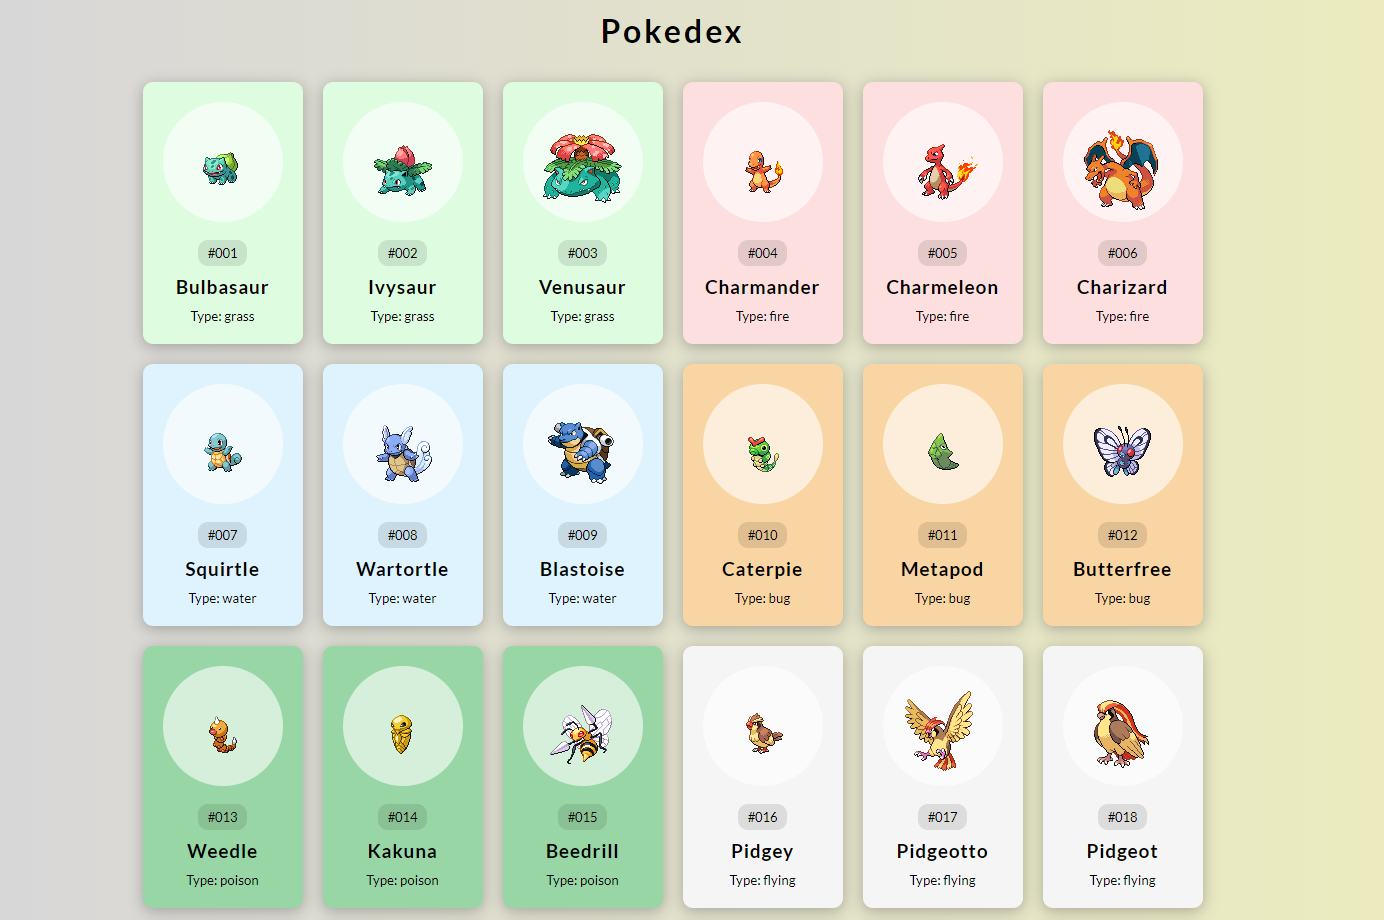 Pokedex
#001
Bulbasaur
Type: grass
#002
Ivysaur
Type: grass
#003
Venusaur
Type: grass
#004
Charmander
Type: fire
#005
Charmeleon
Type: fire
#006
Charizard
Type: fire
#007
Squirtle
Type: water
#008
Wartortle
Type: water
#009
Blastoise
Type: water
#010
Caterpie
Type: bug
#011
Metapod
Type: bug
#012
Butterfree
Type: bug
#013
Weedle
Type: poison
#014
Kakuna
Type: poison
#015
Beedrill
Type: poison
#016
Pidgey
Type: flying
#017
Pidgeotto
Type: flying
#018
Pidgeot
Type: flying